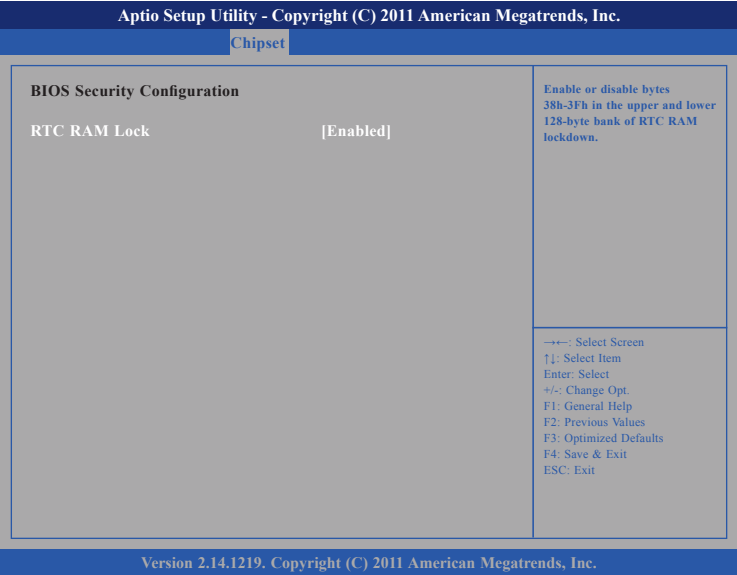 Aptio Setup Utility - Copyright (C) 2011 American Megatrends, Inc.
Chipset
BIOS Security Configuration
RTC RAM Lock [Enabled]
Enable or disable bytes
38h-3Fh in the upper and lower
128-byte bank of RTC RAM
lockdown.
→←: Select Screen
↑↓: Select Item
Enter: Select
+/-: Change Opt.
F1: General Help
F2: Previous Values
F3: Optimized Defaults
F4: Save & Exit
ESC: Exit
Version 2.14.1219. Copyright (C) 2011 American Megatrends, Inc.